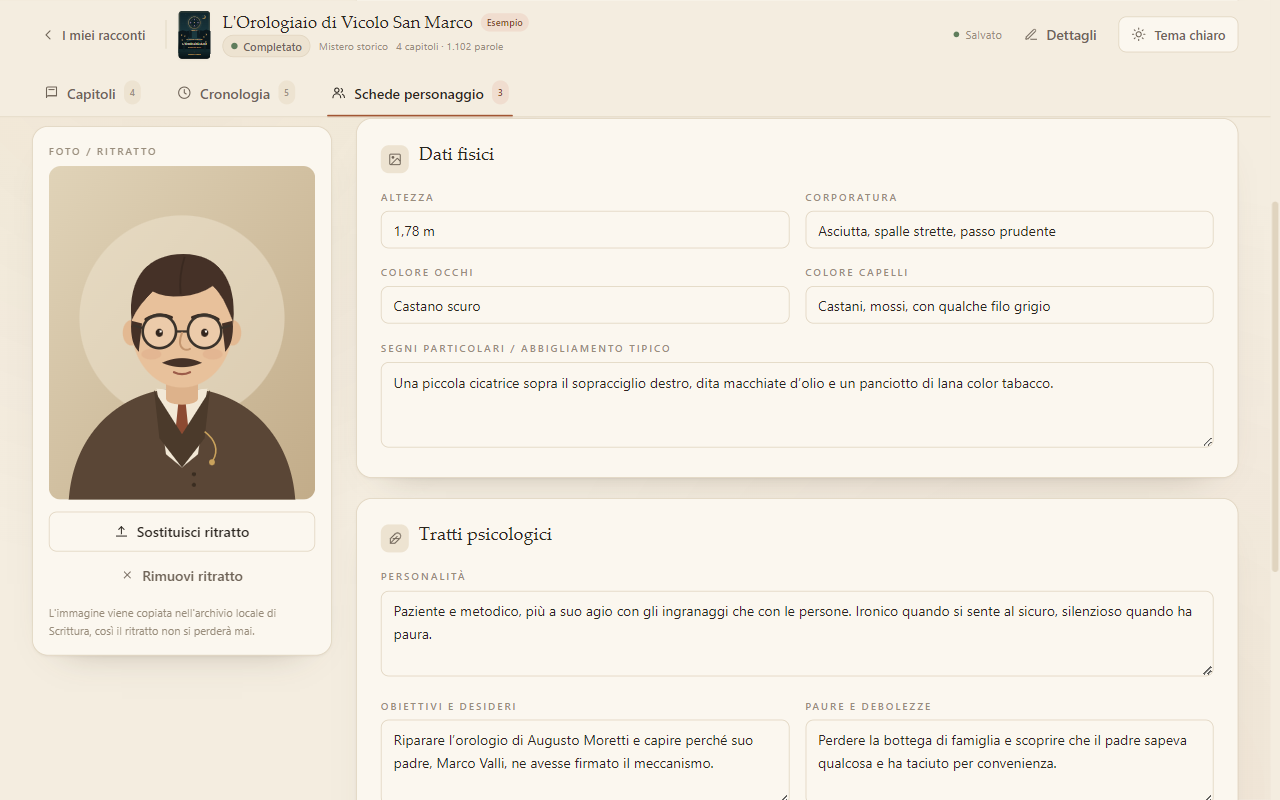 I miei racconti
L'Orologiaio di Vicolo San Marco
Esempio
Completato
Mistero storico
4 capitoli · 1.102 parole
Salvato
Dettagli
Tema chiaro
Capitoli 4
Cronologia 5
Schede personaggio 3
FOTO / RITRATTO
Sostituisci ritratto
Rimuovi ritratto
L'immagine viene copiata nell'archivio locale di
Scrittura, così il ritratto non si perderà mai.
Dati fisici
ALTEZZA
1,78 m
CORPORATURA
Asciutta, spalle strette, passo prudente
COLORE OCCHI
Castano scuro
COLORE CAPELLI
Castani, mossi, con qualche filo grigio
SEGNI PARTICOLARI / ABBIGLIAMENTO TIPICO
Una piccola cicatrice sopra il sopracciglio destro, dita macchiate d'olio e un panciotto di lana color tabacco.
Tratti psicologici
PERSONALITÀ
Paziente e metodico, più a suo agio con gli ingranaggi che con le persone. Ironico quando si sente al sicuro, silenzioso quando ha
paura.
OBIETTIVI E DESIDERI
Riparare l'orologio di Augusto Moretti e capire perché suo
padre, Marco Valli, ne avesse firmato il meccanismo.
PAURE E DEBOLEZZE
Perdere la bottega di famiglia e scoprire che il padre sapeva
qualcosa e ha taciuto per convenienza.